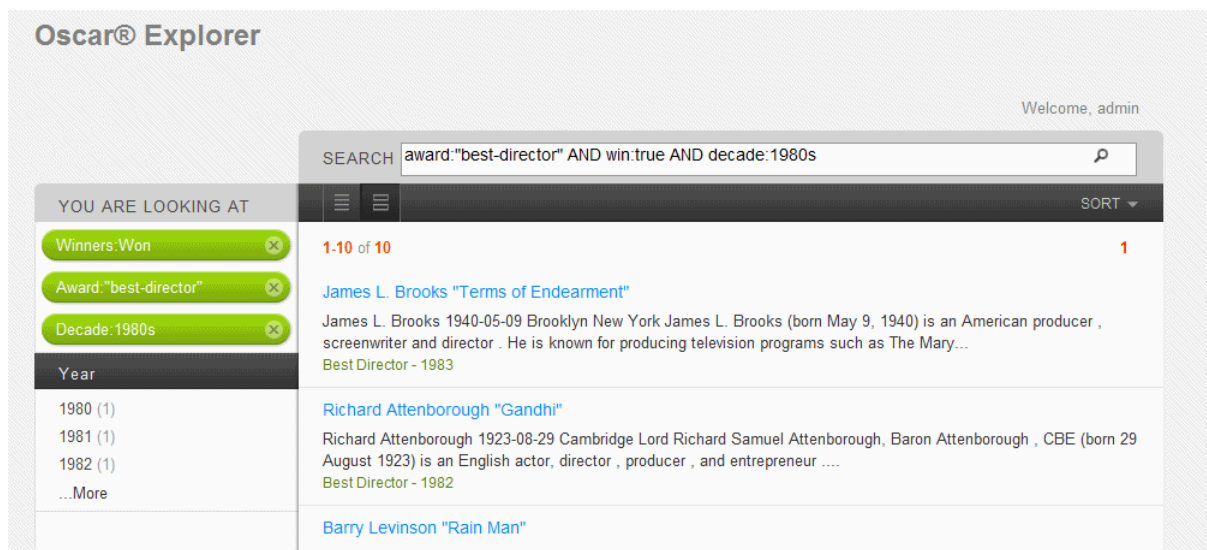 Oscar® Explorer
Welcome, admin
SEARCH award:"best-director" AND win:true AND decade:1980s
YOU ARE LOOKING AT
SORT
Winners:Won
Award:"best-director"
Decade:1980s
Year
1980 (1)
1981 (1)
1982 (1)
...More
1-10 of 10
1
James L. Brooks "Terms of Endearment"
James L. Brooks 1940-05-09 Brooklyn New York James L. Brooks (born May 9, 1940) is an American producer ,
screenwriter and director . He is known for producing television programs such as The Mary...
Best Director - 1983
Richard Attenborough "Gandhi"
Richard Attenborough 1923-08-29 Cambridge Lord Richard Samuel Attenborough, Baron Attenborough , CBE (born 29
August 1923) is an English actor, director , producer , and entrepreneur ....
Best Director - 1982
Barry Levinson "Rain Man"